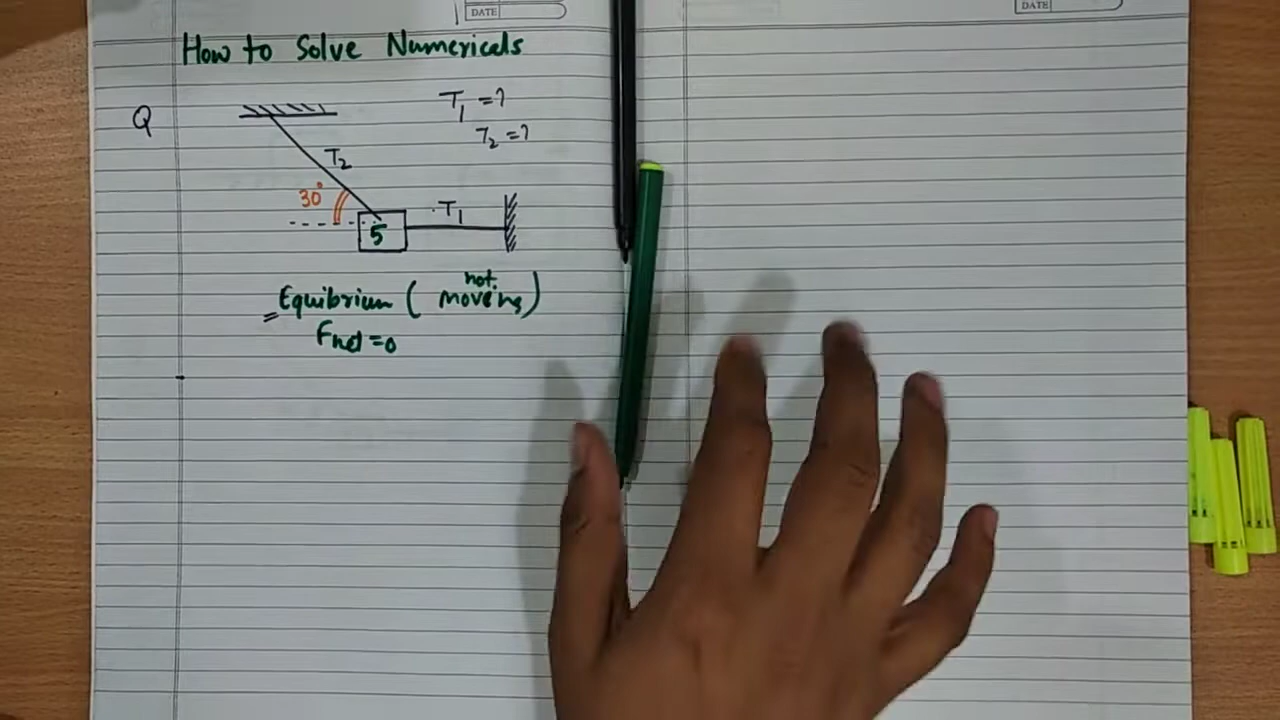 DATE
DATE
How to Solve Numericals
Q
T1 =?
T2 =?
T2
30°
T1
5
Equibrium ( not moving )
Fnet = 0